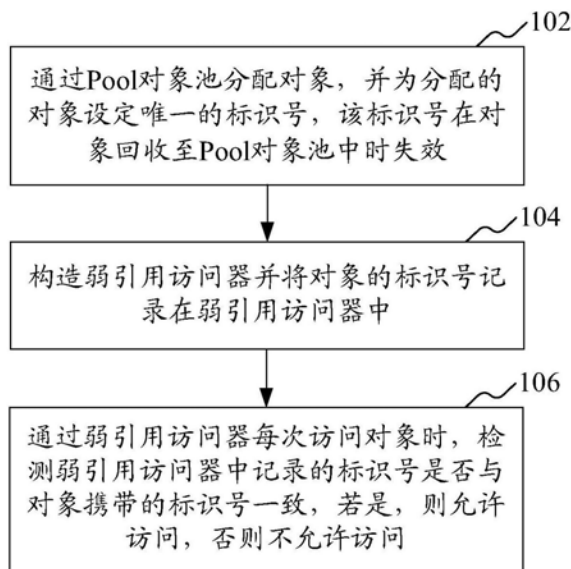 102
通过Pool对象池分配对象，并为分配的
对象设定唯一的标识号，该标识号在对
象回收至Pool对象池中时失效
104
构造弱引用访问器并将对象的标识号记
录在弱引用访问器中
106
通过弱引用访问器每次访问对象时，检
测弱引用访问器中记录的标识号是否与
对象携带的标识号一致，若是，则允许
访问，否则不允许访问